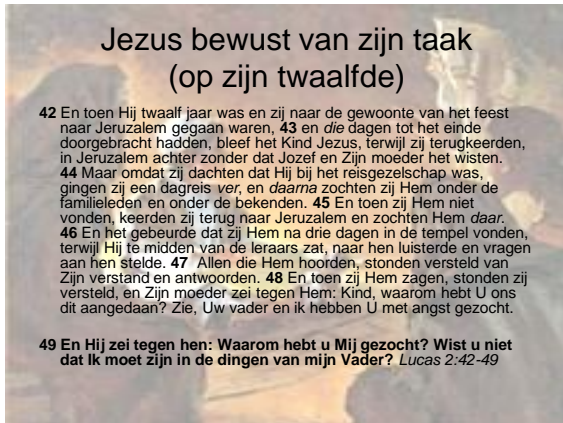 Jezus bewust van zijn taak
(op zijn twaalfde)
42 En toen Hij twaalf jaar was en zij naar de gewoonte van het feest
naar Jeruzalem gegaan waren, 43 en die dagen tot het einde
doorgebracht hadden, bleef het Kind Jezus, terwijl zij terugkeerden,
in Jeruzalem achter zonder dat Jozef en Zijn moeder het wisten.
44 Maar omdat zij dachten dat Hij bij het reisgezelschap was,
gingen zij een dagreis ver, en daarna zochten zij Hem onder de
familieleden en onder de bekenden. 45 En toen zij Hem niet
vonden, keerden zij terug naar Jeruzalem en zochten Hem daar.
46 En het gebeurde dat zij Hem na drie dagen in de tempel vonden,
terwijl Hij te midden van de leraars zat, naar hen luisterde en vragen
aan hen stelde. 47 Allen die Hem hoorden, stonden versteld van
Zijn verstand en antwoorden. 48 En toen zij Hem zagen, stonden zij
versteld, en Zijn moeder zei tegen Hem: Kind, waarom hebt U ons
dit aangedaan? Zie, Uw vader en ik hebben U met angst gezocht.
49 En Hij zei tegen hen: Waarom hebt u Mij gezocht? Wist u niet
dat Ik moet zijn in de dingen van mijn Vader? Lucas 2:42-49